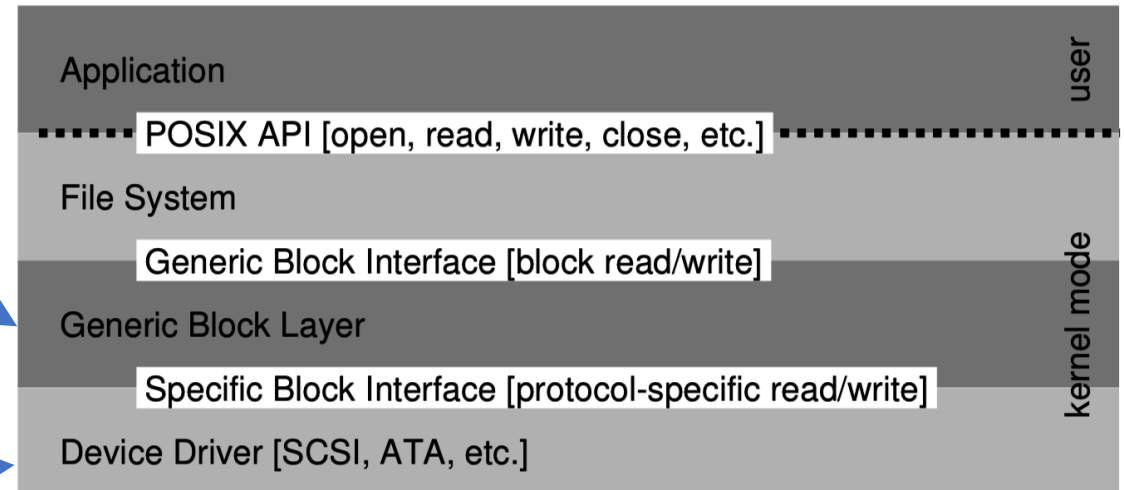 Application
user
POSIX API [open, read, write, close, etc.]
File System
Generic Block Interface [block read/write]
Generic Block Layer
kernel mode
Specific Block Interface [protocol-specific read/write]
Device Driver [SCSI, ATA, etc.]